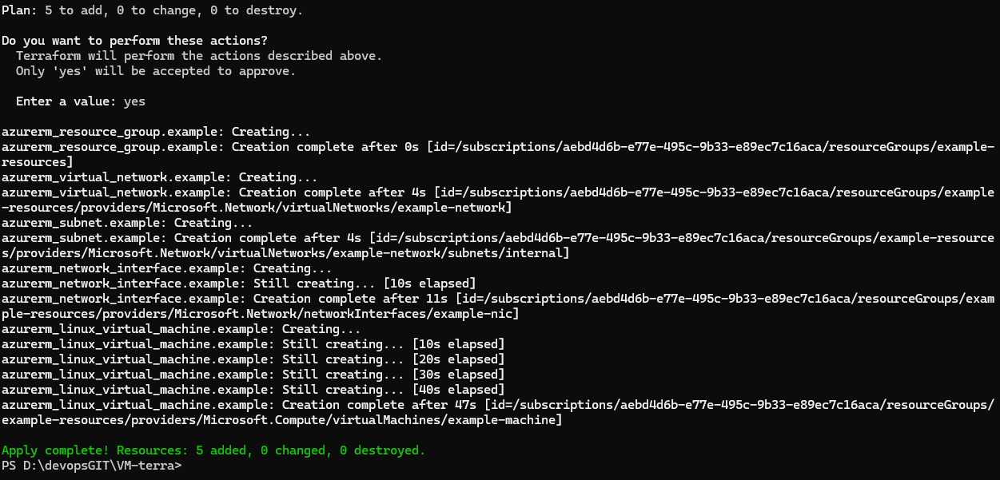 Plan: 5 to add, 0 to change, 0 to destroy.
Do you want to perform these actions?
Terraform will perform the actions described above.
Only 'yes' will be accepted to approve.
Enter a value: yes
azurerm_resource_group.example: Creating...
azurerm_resource_group.example: Creation complete after 0s [id=/subscriptions/aebd4d6b-e77e-495c-9b33-e89ec7c16aca/resourceGroups/example-
resources]
azurerm_virtual_network.example: Creating...
azurerm_virtual_network.example: Creation complete after 4s [id=/subscriptions/aebd4d6b-e77e-495c-9b33-e89ec7c16aca/resourceGroups/example
-resources/providers/Microsoft.Network/virtualNetworks/example-network]
azurerm_subnet.example: Creating...
azurerm_subnet.example: Creation complete after 4s [id=/subscriptions/aebd4d6b-e77e-495c-9b33-e89ec7c16aca/resourceGroups/example-resource
s/providers/Microsoft.Network/virtualNetworks/example-network/subnets/internal]
azurerm_network_interface.example: Creating...
azurerm_network_interface.example: Still creating... [10s elapsed]
azurerm_network_interface.example: Creation complete after 11s [id=/subscriptions/aebd4d6b-e77e-495c-9b33-e89ec7c16aca/resourceGroups/exam
ple-resources/providers/Microsoft.Network/networkInterfaces/example-nic]
azurerm_linux_virtual_machine.example: Creating...
azurerm_linux_virtual_machine.example: Still creating... [10s elapsed]
azurerm_linux_virtual_machine.example: Still creating... [20s elapsed]
azurerm_linux_virtual_machine.example: Still creating... [30s elapsed]
azurerm_linux_virtual_machine.example: Still creating... [40s elapsed]
azurerm_linux_virtual_machine.example: Creation complete after 47s [id=/subscriptions/aebd4d6b-e77e-495c-9b33-e89ec7c16aca/resourceGroups/
example-resources/providers/Microsoft.Compute/virtualMachines/example-machine]
Apply complete! Resources: 5 added, 0 changed, 0 destroyed.
PS D:\devopsGIT\VM-terra>